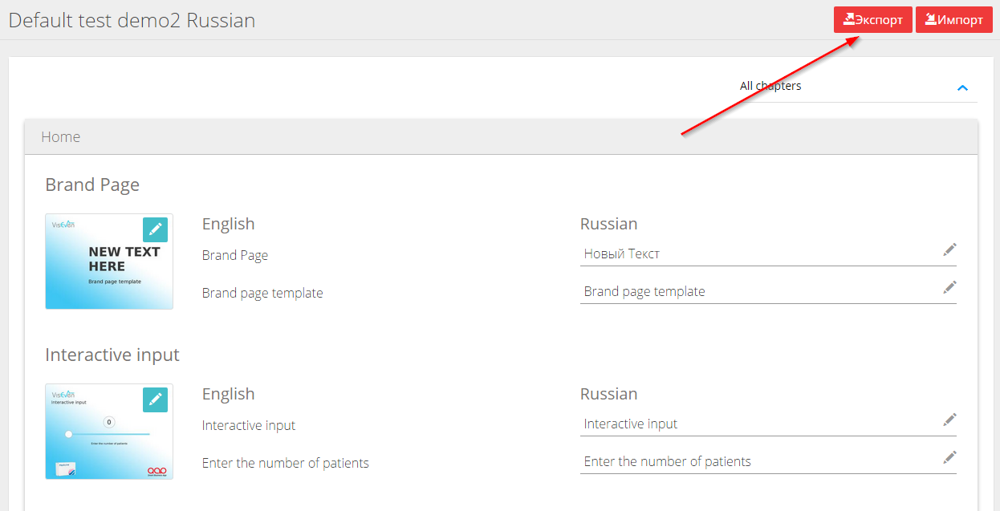 Default test demo2 Russian
Экспорт
Импорт
All chapters
Home
Brand Page
VisEven
NEW TEXT
HERE
Brand page template
English
Brand Page
Brand page template
Russian
Новый Текст
Brand page template
Interactive input
VisEven
Interactive input
0
Enter the number of patients
English
Interactive input
Enter the number of patients
Russian
Interactive input
Enter the number of patients